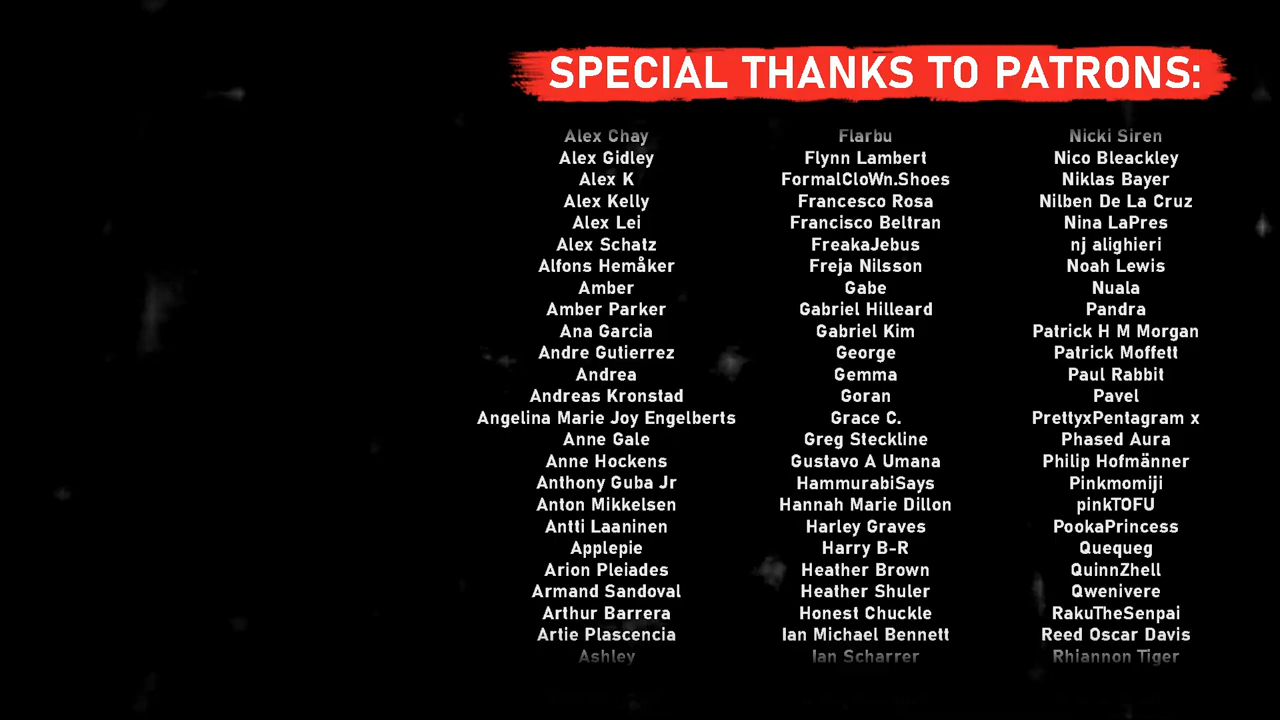 SPECIAL THANKS TO PATRONS:
Alex Chay
Alex Gidley
Alex K
Alex Kelly
Alex Lei
Alex Schatz
Alfons Hemåker
Amber
Amber Parker
Ana Garcia
Andre Gutierrez
Andrea
Andreas Kronstad
Angelina Marie Joy Engelberts
Anne Gale
Anne Hockens
Anthony Guba Jr
Anton Mikkelsen
Antti Laaninen
Applepie
Arion Pleiades
Armand Sandoval
Arthur Barrera
Artie Plascencia
Ashley
Flarbu
Flynn Lambert
FormalCloWn.Shoes
Francesco Rosa
Francisco Beltran
FreakaJebus
Freja Nilsson
Gabe
Gabriel Hilleard
Gabriel Kim
George
Gemma
Goran
Grace C.
Greg Steckline
Gustavo A Umana
HammurabiSays
Hannah Marie Dillon
Harley Graves
Harry B-R
Heather Brown
Heather Shuler
Honest Chuckle
Ian Michael Bennett
Ian Scharrer
Nicki Siren
Nico Bleackley
Niklas Bayer
Nilben De La Cruz
Nina LaPres
nj alighieri
Noah Lewis
Nuala
Pandra
Patrick H M Morgan
Patrick Moffett
Paul Rabbit
Pavel
PrettyxPentagram x
Phased Aura
Philip Hofmänner
Pinkmomiji
pinkTOFU
PookaPrincess
Quequeg
QuinnZhell
Qwenivere
RakuTheSenpai
Reed Oscar Davis
Rhiannon Tiger